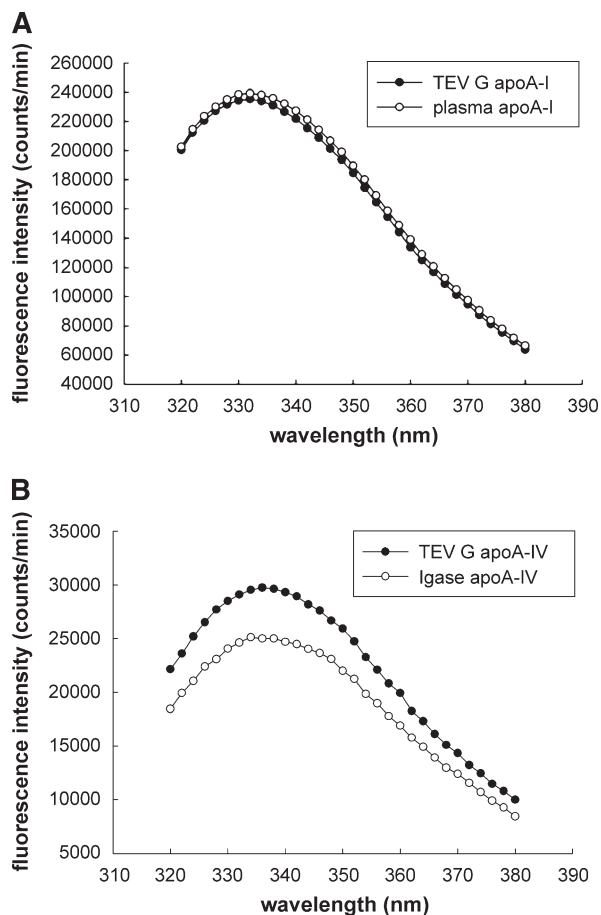 A
fluorescence intensity (counts/min)
260000
240000
220000
200000
180000
160000
140000
120000
100000
80000
60000
40000
TEV G apoA-I
plasma apoA-I
310 320 330 340 350 360 370 380 390
wavelength (nm)
B
fluorescence intensity (counts/min)
35000
30000
25000
20000
15000
10000
5000
TEV G apoA-IV
Igase apoA-IV
310 320 330 340 350 360 370 380 390
wavelength (nm)